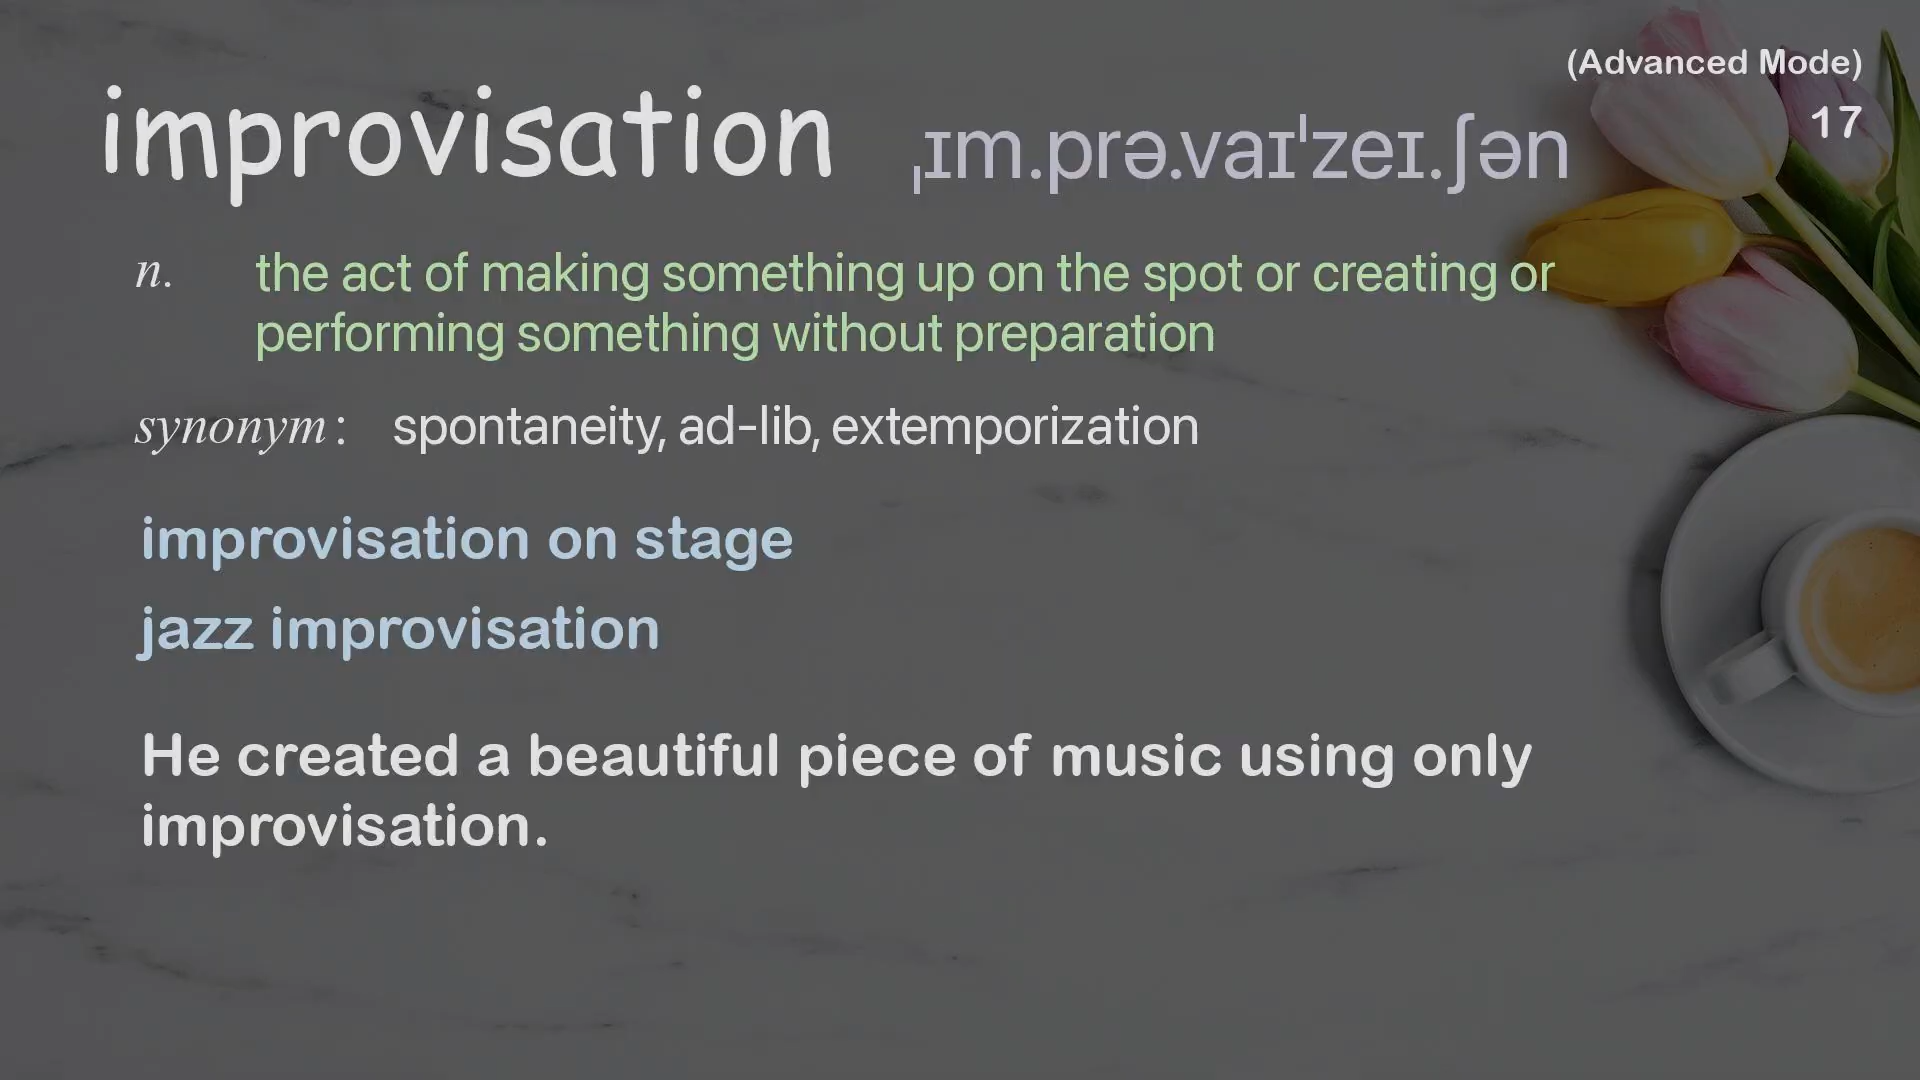 (Advanced Mode)
improvisation ˌɪm.prə.vaɪˈzeɪ.ʃən
17
n. the act of making something up on the spot or creating or
performing something without preparation
synonym: spontaneity, ad-lib, extemporization
improvisation on stage
jazz improvisation
He created a beautiful piece of music using only
improvisation.